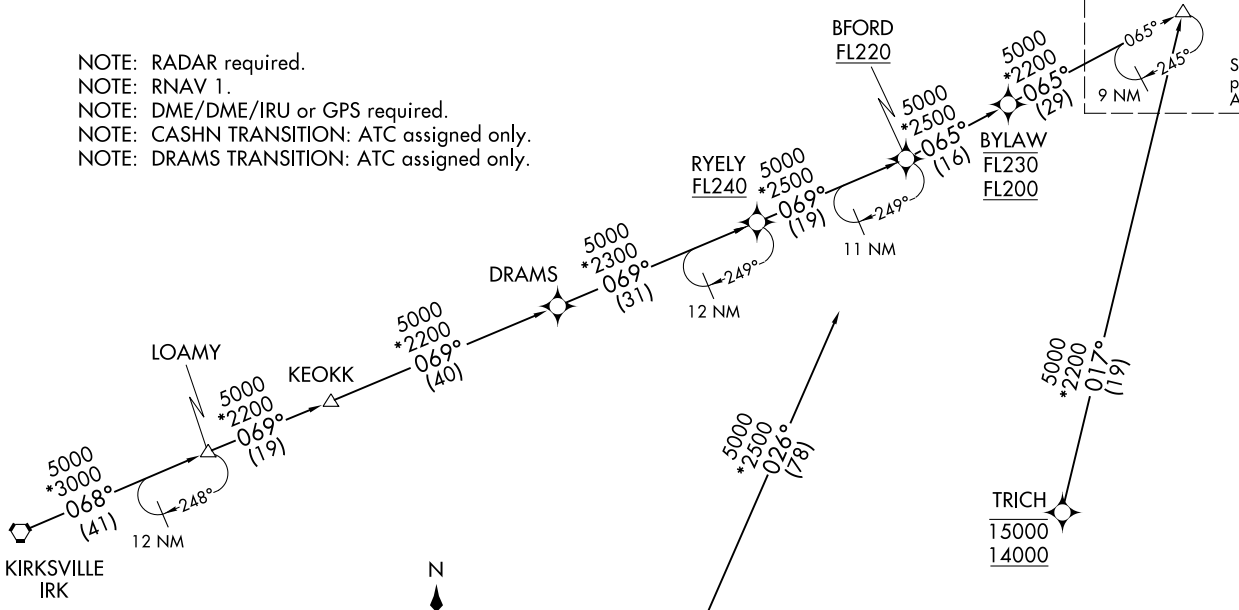 NOTE: RADAR required.
NOTE: RNAV 1.
NOTE: DME/DME/IRU or GPS required.
NOTE: CASHN TRANSITION: ATC assigned only.
NOTE: DRAMS TRANSITION: ATC assigned only.
BFORD
FL220
5000
*2200
065°
(29)
065°
245°
9 NM
S
p
A
5000
*2500
065°
(16)
BYLAW
FL230
FL200
RYELY
FL240
5000
*2500
069°
(19)
249°
11 NM
DRAMS
5000
*2300
069°
(31)
249°
12 NM
5000
*2200
069°
(40)
LOAMY
KEOKK
5000
*2200
069°
(19)
5000
*3000
068°
(41)
248°
12 NM
KIRKSVILLE
IRK
N
5000
*2500
026°
(78)
5000
*2200
017°
(19)
TRICH
15000
14000